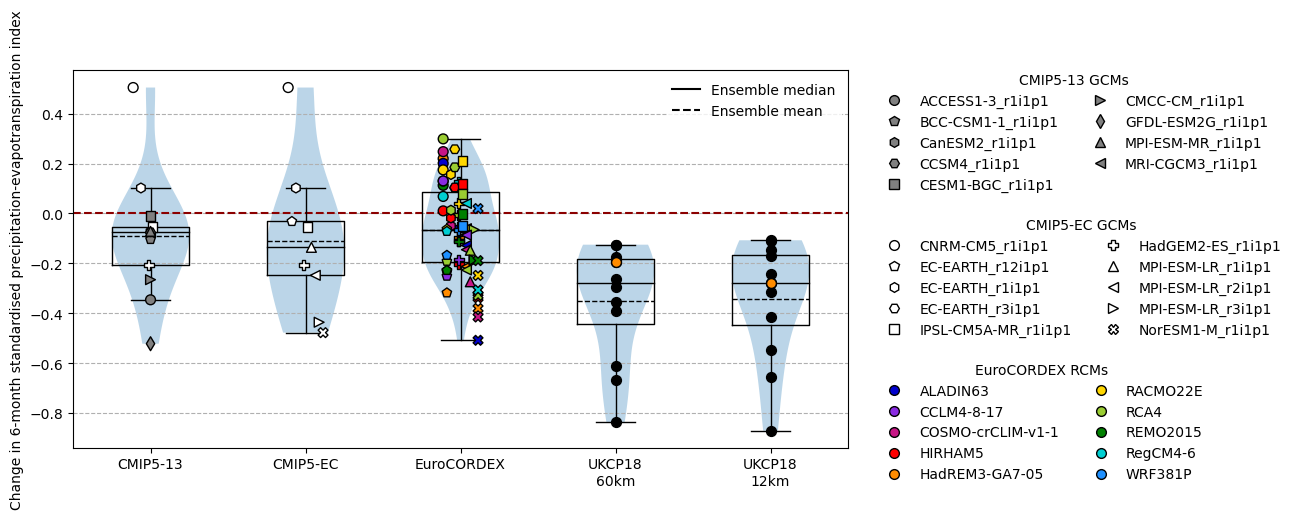 Change in 6-month standardised precipitation-evapotranspiration index
0.4
0.2
0.0
−0.2
−0.4
−0.6
−0.8
Ensemble median
Ensemble mean
CMIP5-13
CMIP5-EC
EuroCORDEX
UKCP18
60km
UKCP18
12km
CMIP5-13 GCMs
ACCESS1-3_r1i1p1
BCC-CSM1-1_r1i1p1
CanESM2_r1i1p1
CCSM4_r1i1p1
CESM1-BGC_r1i1p1
CMCC-CM_r1i1p1
GFDL-ESM2G_r1i1p1
MPI-ESM-MR_r1i1p1
MRI-CGCM3_r1i1p1
CMIP5-EC GCMs
CNRM-CM5_r1i1p1
EC-EARTH_r12i1p1
EC-EARTH_r1i1p1
EC-EARTH_r3i1p1
IPSL-CM5A-MR_r1i1p1
HadGEM2-ES_r1i1p1
MPI-ESM-LR_r1i1p1
MPI-ESM-LR_r2i1p1
MPI-ESM-LR_r3i1p1
NorESM1-M_r1i1p1
EuroCORDEX RCMs
ALADIN63
CCLM4-8-17
COSMO-crCLIM-v1-1
HIRHAM5
HadREM3-GA7-05
RACMO22E
RCA4
REMO2015
RegCM4-6
WRF381P